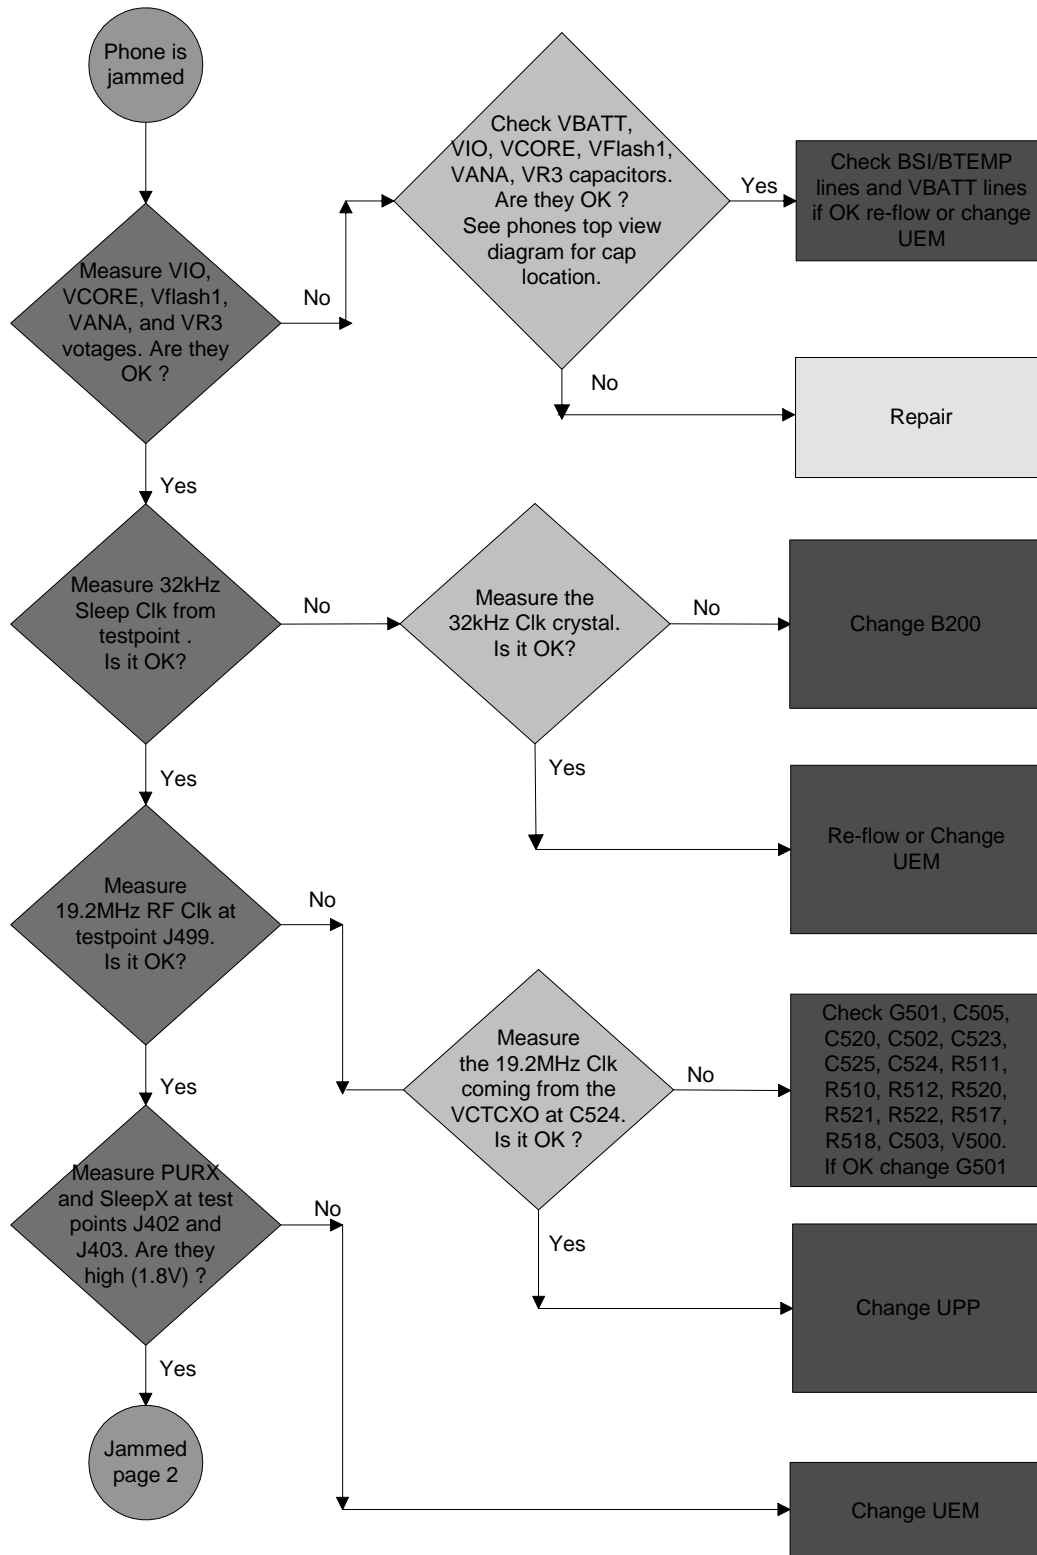 Phone is
jammed
Measure VIO,
VCORE, Vflash1,
VANA, and VR3
votages. Are they
OK ?
No
Check VBATT,
VIO, VCORE, VFlash1,
VANA, VR3 capacitors.
Are they OK ?
See phones top view
diagram for cap
location.
Yes
Check BSI/BTEMP
lines and VBATT lines
if OK re-flow or change
UEM
No
Repair
Yes
Measure 32kHz
Sleep Clk from
testpoint .
Is it OK?
No
Measure the
32kHz Clk crystal.
Is it OK?
No
Change B200
Yes
Re-flow or Change
UEM
Yes
Measure
19.2MHz RF Clk at
testpoint J499.
Is it OK?
No
Measure
the 19.2MHz Clk
coming from the
VCTCXO at C524.
Is it OK ?
No
Check G501, C505,
C520, C502, C523,
C525, C524, R511,
R510, R512, R520,
R521, R522, R517,
R518, C503, V500.
If OK change G501
Yes
Change UPP
Yes
Measure PURX
and SleepX at test
points J402 and
J403. Are they
high (1.8V) ?
No
Change UEM
Yes
Jammed
page 2